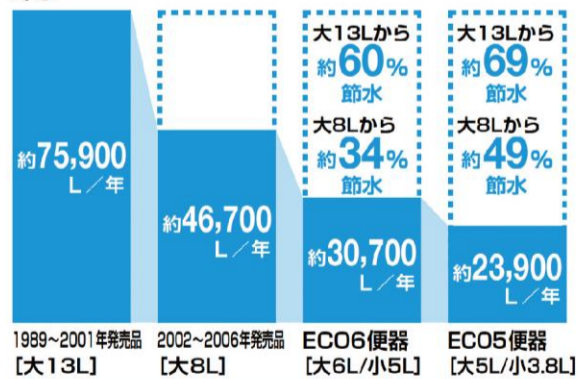 約75,900
L／年
約46,700
L／年
大13Lから
約60%
節水
大8Lから
約34%
節水
約30,700
L／年
大13Lから
約69%
節水
大8Lから
約49%
節水
約23,900
L／年
1989～2001年発売品
[大13L]
2002～2006年発売品
[大8L]
ECO6便器
[大6L/小5L]
ECO5便器
[大5L/小3.8L]